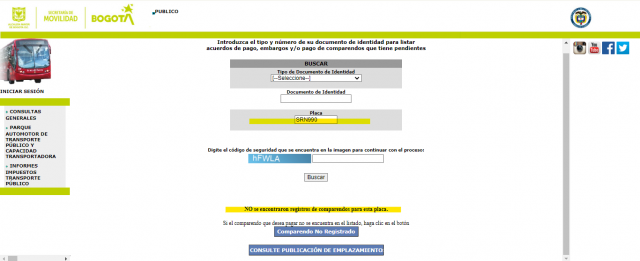 SECRETARÍA DE
MOVILIDAD
BOGOTÁ
PUBLICO
Introduzca el tipo y número de su documento de identidad para listar
acuerdos de pago, embargos y/o pago de comparendos que tiene pendientes
BUSCAR
Tipo de Documento de Identidad
[--Seleccione--]
Documento de Identidad
Placa
SRN990
Digite el código de seguridad que se encuentra en la imagen para continuar con el proceso:
hFWLA
Buscar
NO se encontraron registros de comparendos para esta placa.
Si el comparendo que desea pagar no se encuentra en el listado, haga clic en el botón
Comparendo No Registrado
CONSULTE PUBLICACIÓN DE EMPLAZAMIENTO
INICIAR SESIÓN
CONSULTAS
GENERALES
PARQUE
AUTOMOTOR DE
TRANSPORTE
PÚBLICO Y
CAPACIDAD
TRANSPORTADORA
INFORMES
IMPUESTOS
TRANSPORTE
PÚBLICO
You
Tube